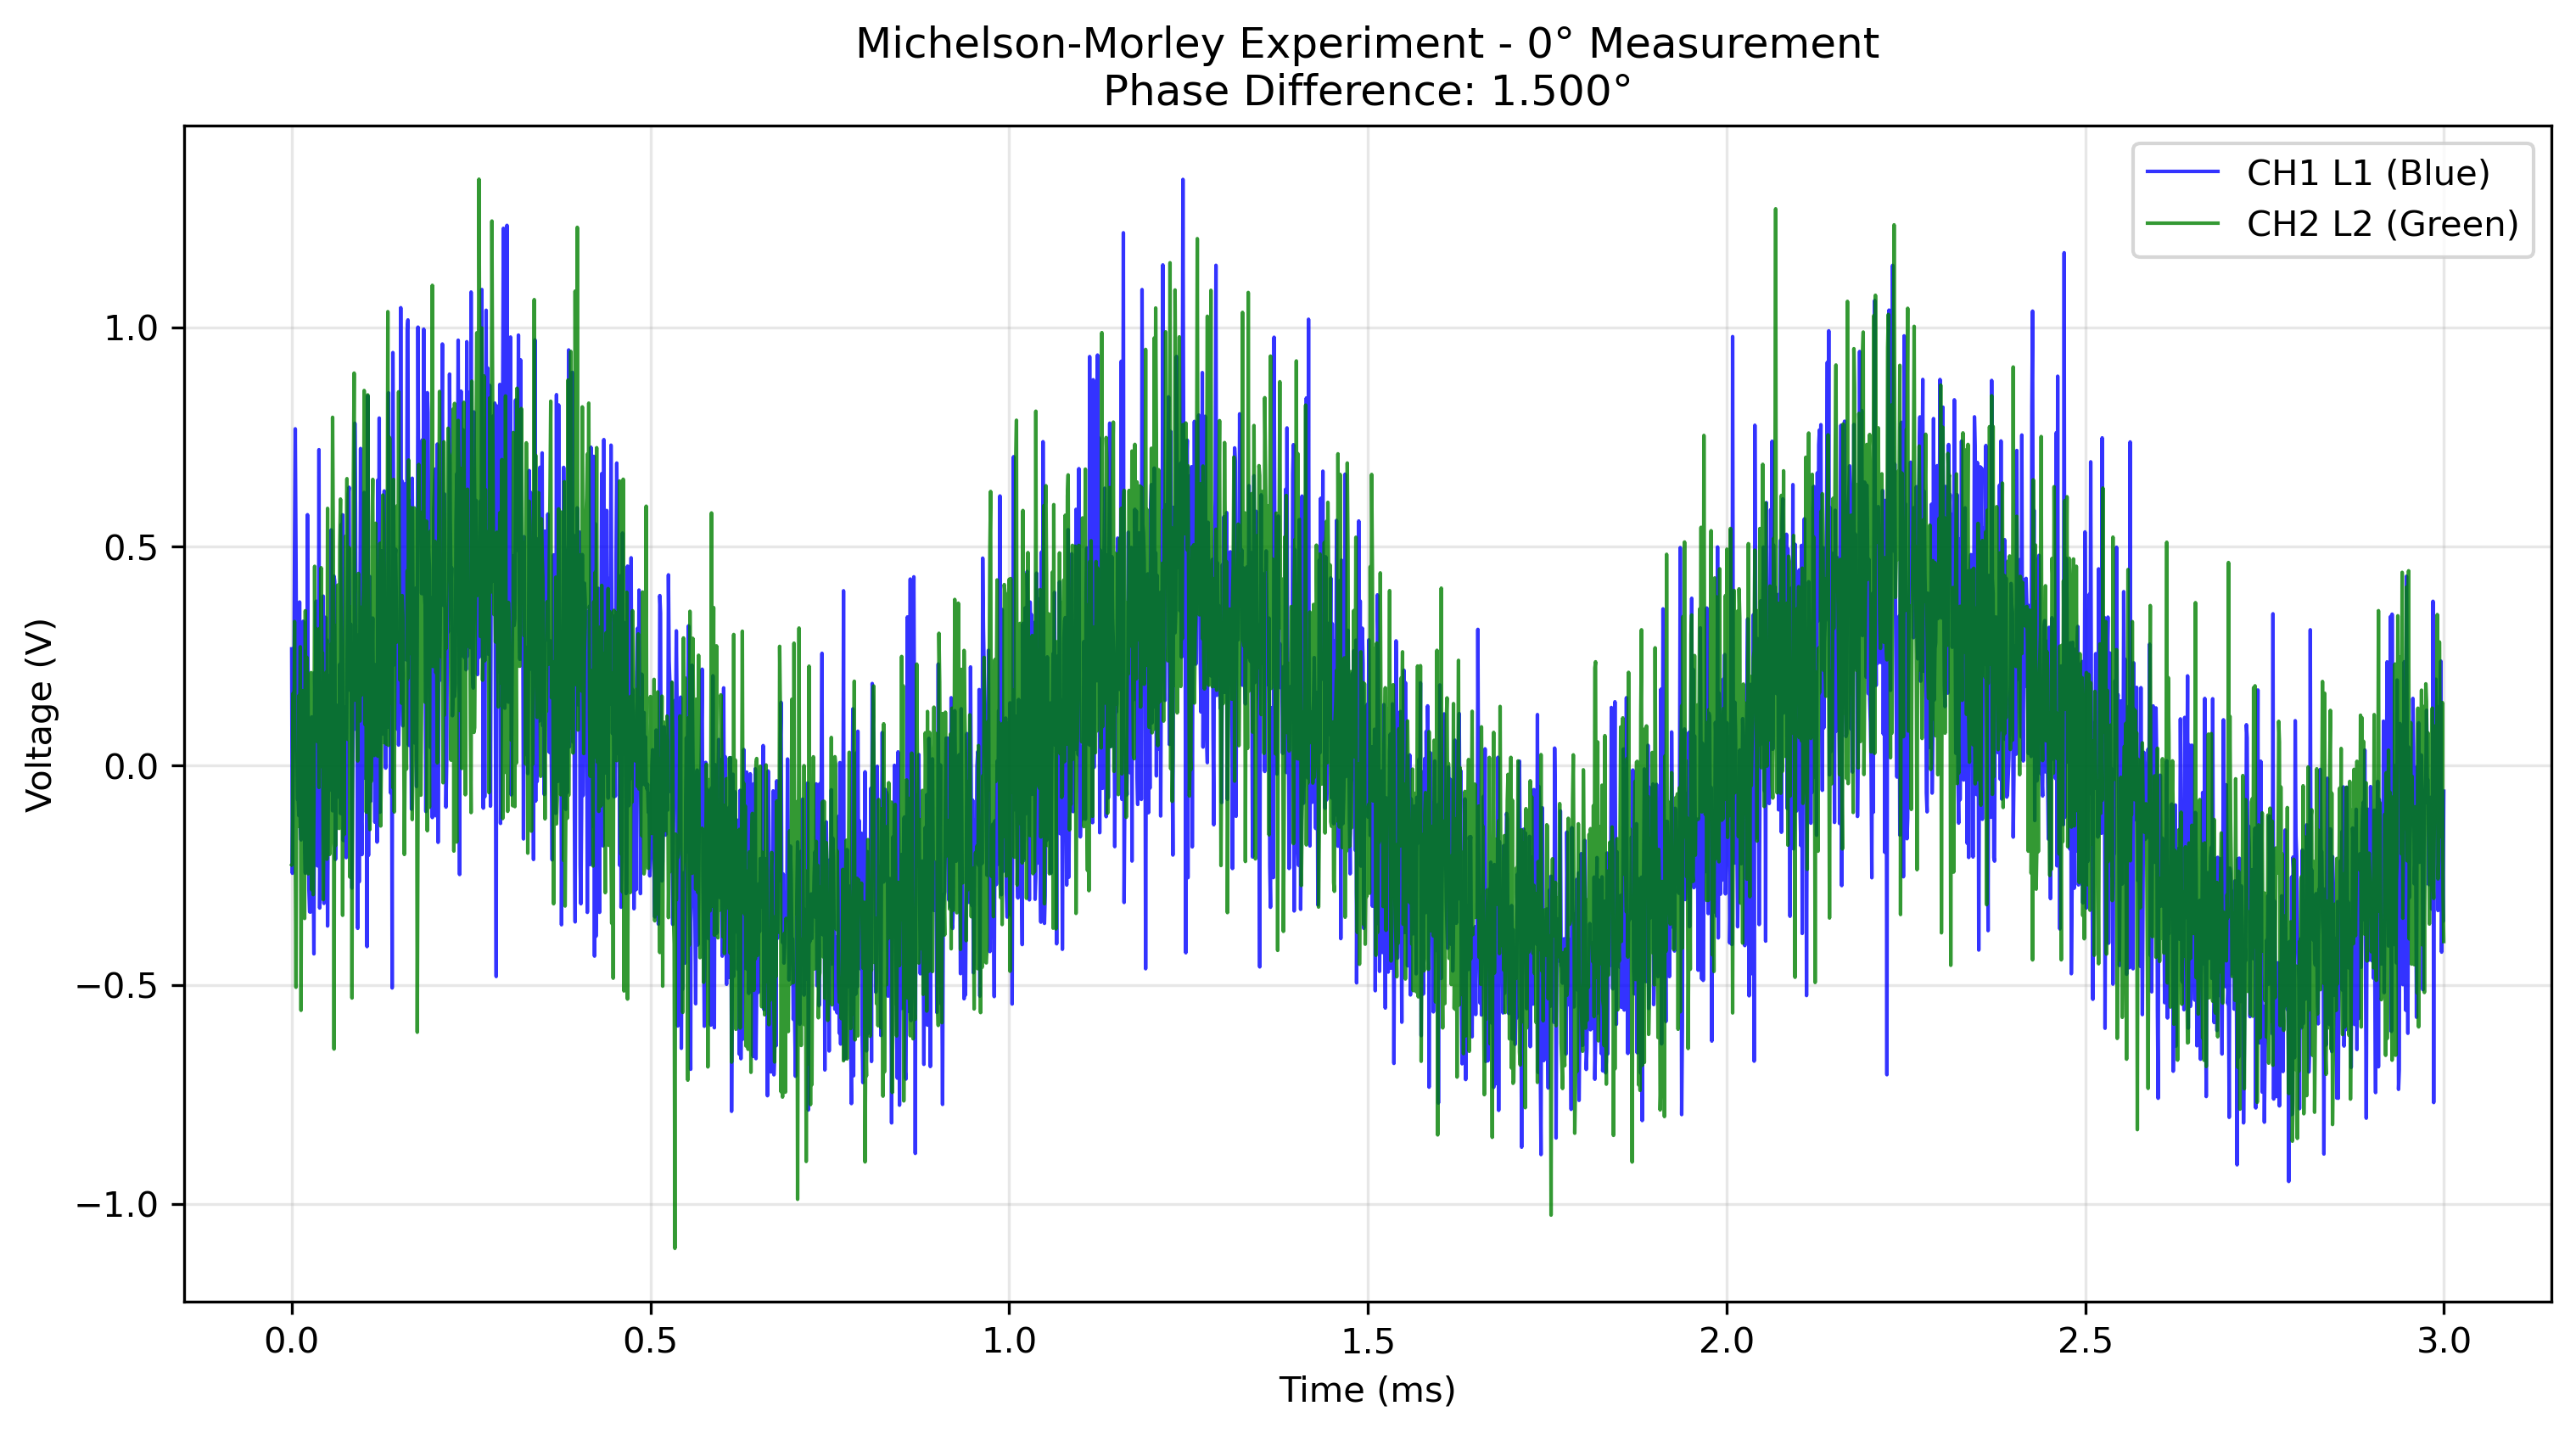 Michelson-Morley Experiment - 0° Measurement
Phase Difference: 1.500°
CH1 L1 (Blue)
CH2 L2 (Green)
1.0
0.5
0.0
−0.5
−1.0
Voltage (V)
0.0 0.5 1.0 1.5 2.0 2.5 3.0
Time (ms)